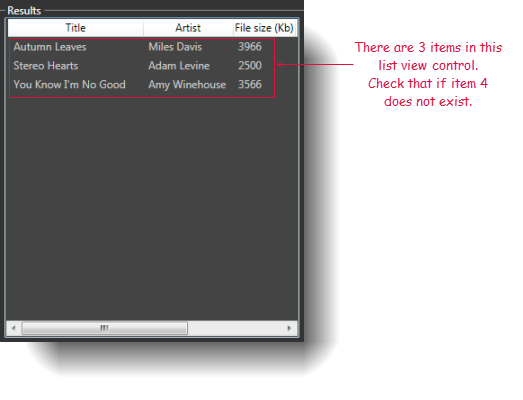 Results
Title Artist File size (Kb)
Autumn Leaves Miles Davis 3966
Stereo Hearts Adam Levine 2500
You Know I'm No Good Amy Winehouse 3566
There are 3 items in this
list view control.
Check that if item 4
does not exist.